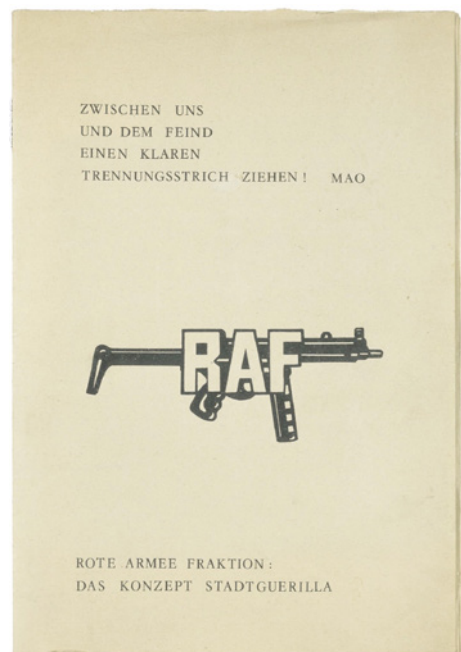 ZWISCHEN UNS
UND DEM FEIND
EINEN KLAREN
TRENNUNGSSTRICH ZIEHEN! MAO
RAF
ROTE ARMEE FRAKTION:
DAS KONZEPT STADTGUERILLA